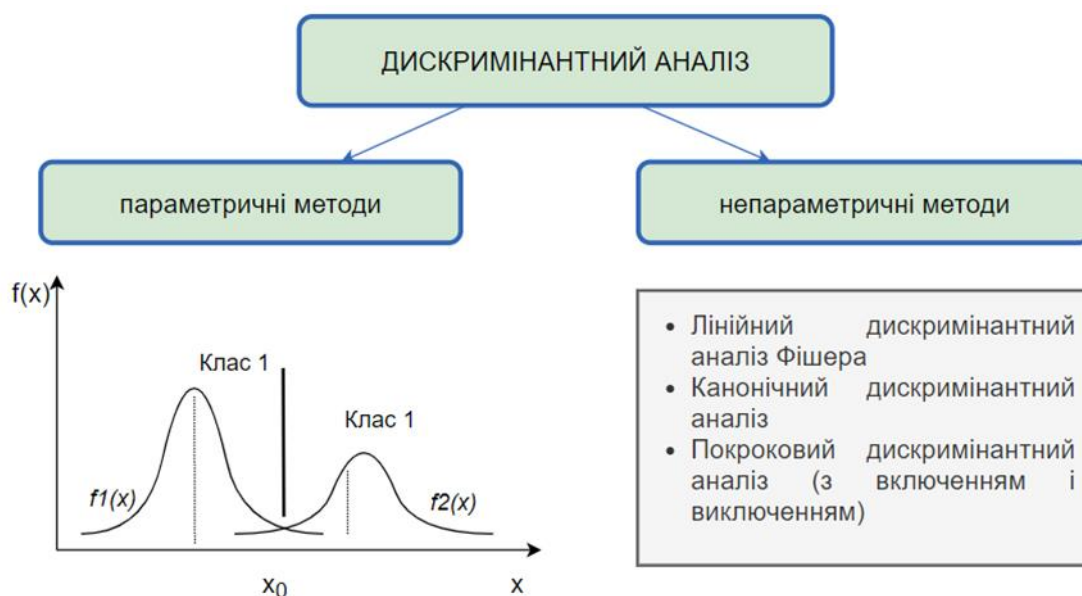 ДИСКРИМІНАНТНИЙ АНАЛІЗ
параметричні методи
непараметричні методи
f(x)
Клас 1
Клас 1
f1(x)
f2(x)
x0
x
• Лінійний дискримінантний
аналіз Фішера
• Канонічний дискримінантний
аналіз
• Покроковий дискримінантний
аналіз (з включенням і
виключенням)